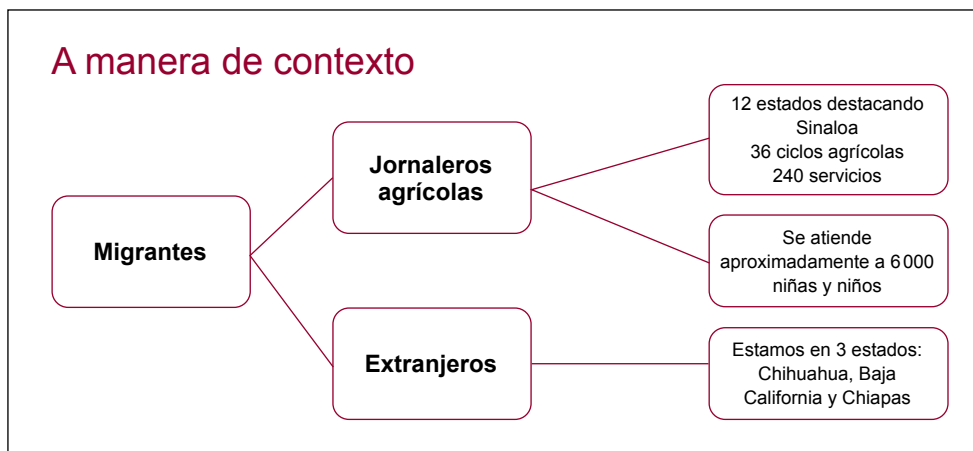 A manera de contexto
Migrantes
Jornaleros
agrícolas
12 estados destacando
Sinaloa
36 ciclos agrícolas
240 servicios
Se atiende
aproximadamente a 6 000
niñas y niños
Extranjeros
Estamos en 3 estados:
Chihuahua, Baja
California y Chiapas